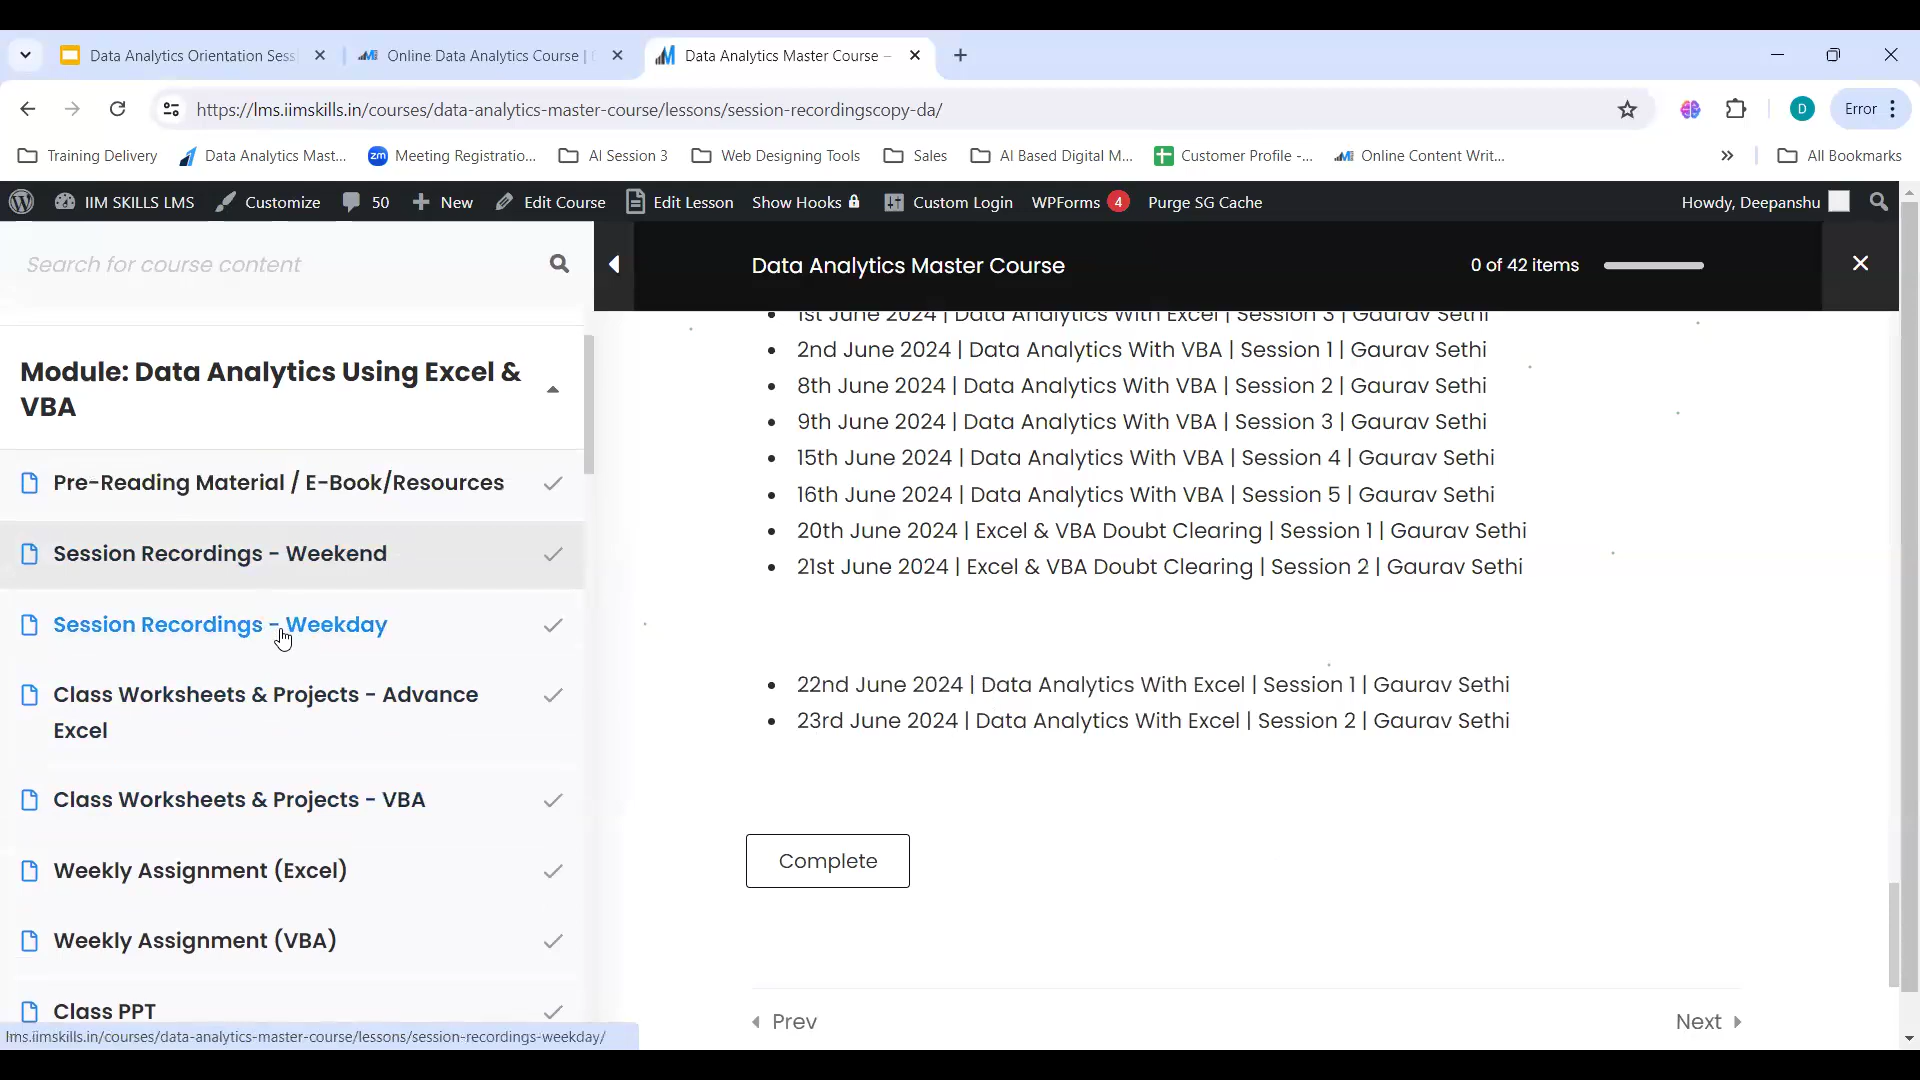 Data Analytics Orientation Sess
Online Data Analytics Course |
Data Analytics Master Course –
https://lms.iimskills.in/courses/data-analytics-master-course/lessons/session-recordingscopy-da/
D
Error
Training Delivery
Data Analytics Mast...
zm
Meeting Registratio...
AI Session 3
Web Designing Tools
Sales
AI Based Digital M...
Customer Profile -...
Online Content Writ...
All Bookmarks
IIM SKILLS LMS
Customize
50
New
Edit Course
Edit Lesson
Show Hooks
Custom Login
WPForms 4
Purge SG Cache
Howdy, Deepanshu
Search for course content
Data Analytics Master Course
0 of 42 items
Module: Data Analytics Using Excel &
VBA
Pre-Reading Material / E-Book/Resources
Session Recordings - Weekend
Session Recordings - Weekday
Class Worksheets & Projects - Advance
Excel
Class Worksheets & Projects - VBA
Weekly Assignment (Excel)
Weekly Assignment (VBA)
Class PPT
1st June 2024 | Data Analytics With Excel | Session 3 | Gaurav Sethi
2nd June 2024 | Data Analytics With VBA | Session 1 | Gaurav Sethi
8th June 2024 | Data Analytics With VBA | Session 2 | Gaurav Sethi
9th June 2024 | Data Analytics With VBA | Session 3 | Gaurav Sethi
15th June 2024 | Data Analytics With VBA | Session 4 | Gaurav Sethi
16th June 2024 | Data Analytics With VBA | Session 5 | Gaurav Sethi
20th June 2024 | Excel & VBA Doubt Clearing | Session 1 | Gaurav Sethi
21st June 2024 | Excel & VBA Doubt Clearing | Session 2 | Gaurav Sethi
22nd June 2024 | Data Analytics With Excel | Session 1 | Gaurav Sethi
23rd June 2024 | Data Analytics With Excel | Session 2 | Gaurav Sethi
Complete
Prev
Next
lms.iimskills.in/courses/data-analytics-master-course/lessons/session-recordings-weekday/